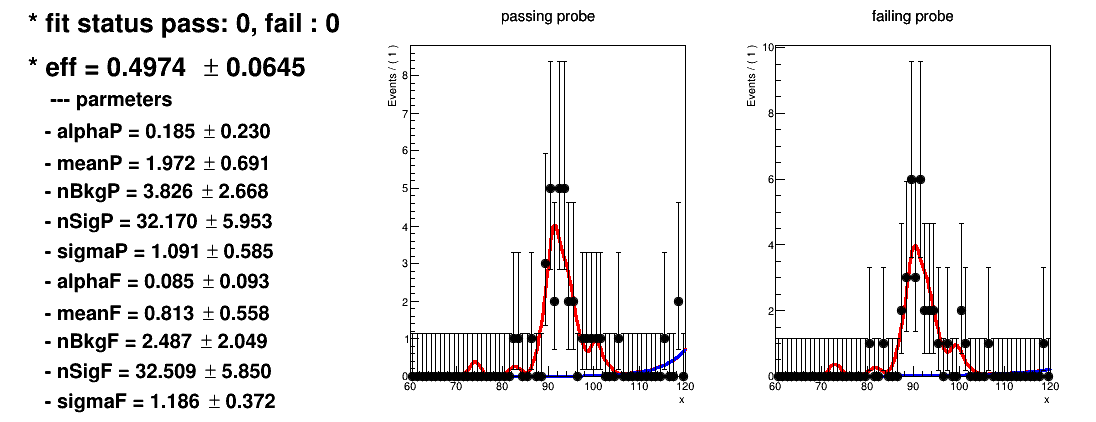 * fit status pass: 0, fail : 0
* eff = 0.4974 ± 0.0645
--- parmeters
- alphaP = 0.185 ± 0.230
- meanP = 1.972 ± 0.691
- nBkgP = 3.826 ± 2.668
- nSigP = 32.170 ± 5.953
- sigmaP = 1.091 ± 0.585
- alphaF = 0.085 ± 0.093
- meanF = 0.813 ± 0.558
- nBkgF = 2.487 ± 2.049
- nSigF = 32.509 ± 5.850
- sigmaF = 1.186 ± 0.372
passing probe
Events / ( 1 )
8
7
6
5
4
3
2
1
0
60 70 80 90 100 110 120
x
failing probe
Events / ( 1 )
10
8
6
4
2
0
60 70 80 90 100 110 120
x